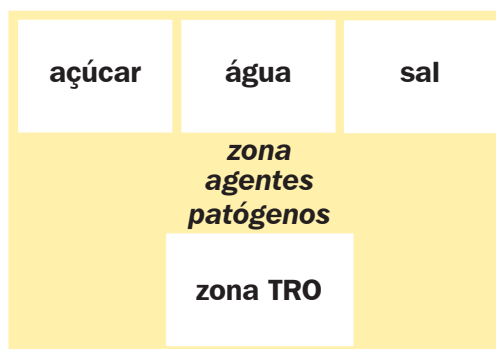 açúcar água sal
zona
agentes
patógenos
zona TRO